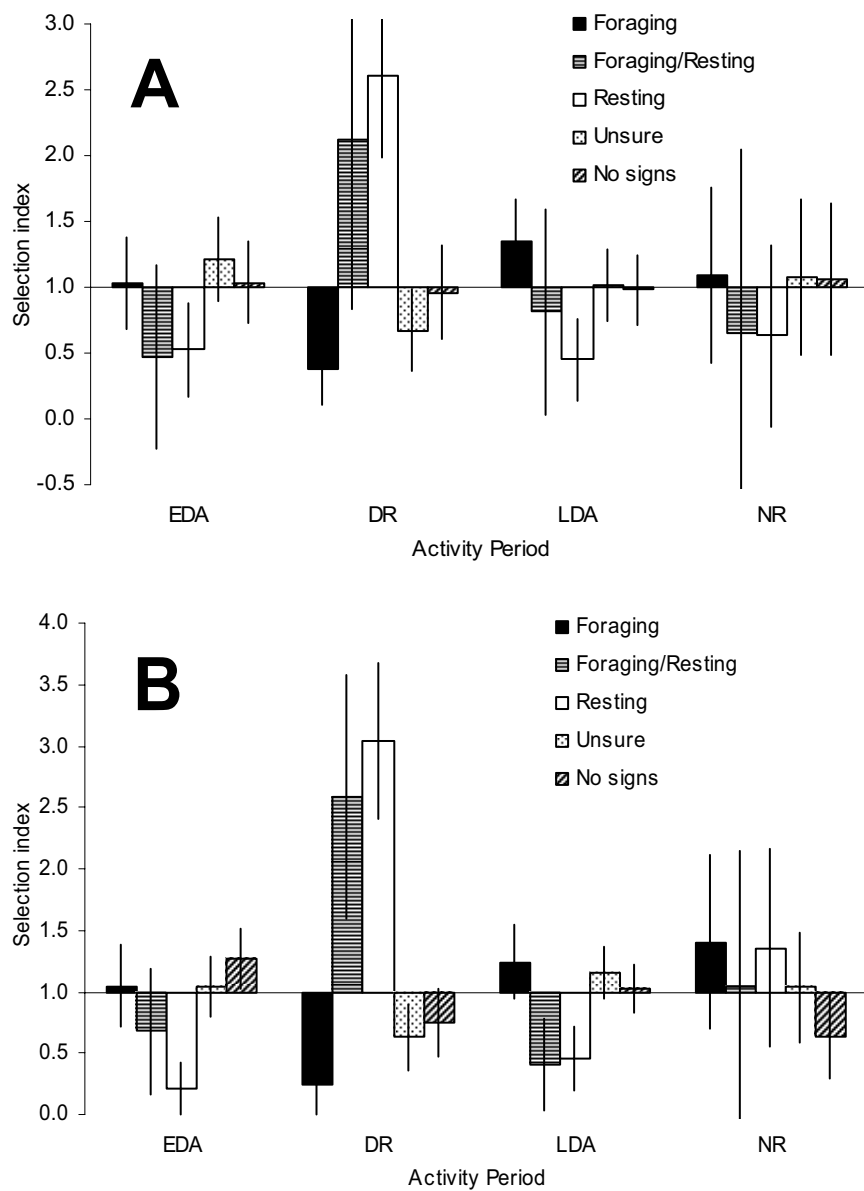 A
Foraging
Foraging/Resting
Resting
Unsure
No signs
3.0
2.5
2.0
1.5
1.0
0.5
0.0
-0.5
Selection index
EDA DR LDA NR
Activity Period
B
Foraging
Foraging/Resting
Resting
Unsure
No signs
4.0
3.5
3.0
2.5
2.0
1.5
1.0
0.5
0.0
Selection index
EDA DR LDA NR
Activity Period